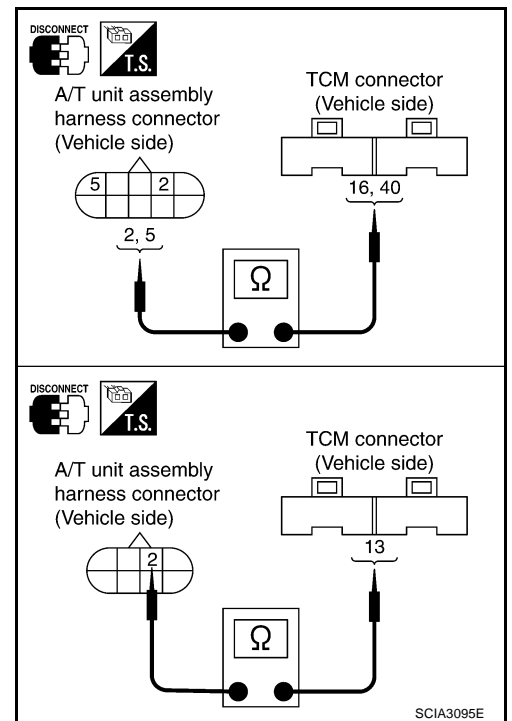 DISCONNECT
T.S.
A/T unit assembly
harness connector
(Vehicle side)
TCM connector
(Vehicle side)
5 2
2, 5
16, 40
Ω
DISCONNECT
T.S.
A/T unit assembly
harness connector
(Vehicle side)
TCM connector
(Vehicle side)
2
13
Ω
SCIA3095E